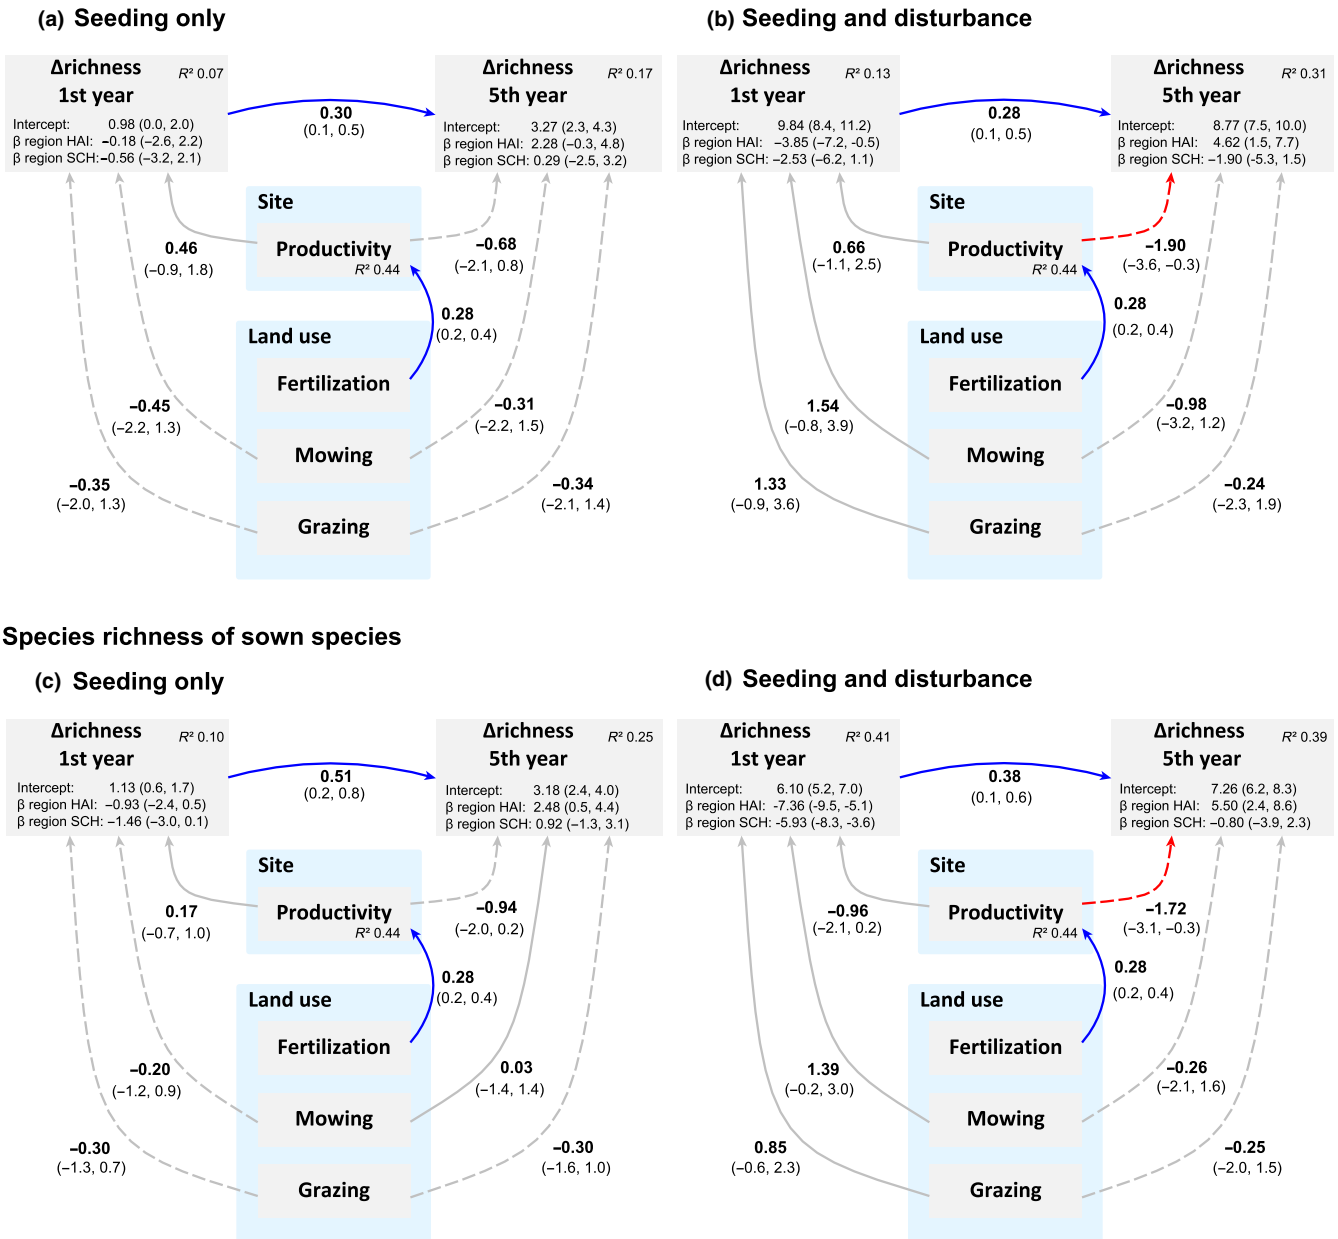 (a) Seeding only
Δrichness
1st year
R² 0.07
Intercept: 0.98 (0.0, 2.0)
β region HAI: −0.18 (−2.6, 2.2)
β region SCH: −0.56 (−3.2, 2.1)
0.30
(0.1, 0.5)
Δrichness
5th year
R² 0.17
Intercept: 3.27 (2.3, 4.3)
β region HAI: 2.28 (−0.3, 4.8)
β region SCH: 0.29 (−2.5, 3.2)
Site
Productivity
R² 0.44
0.46
(−0.9, 1.8)
−0.68
(−2.1, 0.8)
0.28
(0.2, 0.4)
Land use
Fertilization
Mowing
Grazing
−0.45
(−2.2, 1.3)
−0.31
(−2.2, 1.5)
−0.35
(−2.0, 1.3)
−0.34
(−2.1, 1.4)
(b) Seeding and disturbance
Δrichness
1st year
R² 0.13
Intercept: 9.84 (8.4, 11.2)
β region HAI: −3.85 (−7.2, -0.5)
β region SCH: −2.53 (−6.2, 1.1)
0.28
(0.1, 0.5)
Δrichness
5th year
R² 0.31
Intercept: 8.77 (7.5, 10.0)
β region HAI: 4.62 (1.5, 7.7)
β region SCH: −1.90 (−5.3, 1.5)
Site
Productivity
R² 0.44
0.66
(−1.1, 2.5)
−1.90
(−3.6, −0.3)
0.28
(0.2, 0.4)
Land use
Fertilization
Mowing
Grazing
1.54
(−0.8, 3.9)
−0.98
(−3.2, 1.2)
1.33
(−0.9, 3.6)
−0.24
(−2.3, 1.9)
Species richness of sown species
(c) Seeding only
Δrichness
1st year
R² 0.10
Intercept: 1.13 (0.6, 1.7)
β region HAI: −0.93 (−2.4, 0.5)
β region SCH: −1.46 (−3.0, 0.1)
0.51
(0.2, 0.8)
Δrichness
5th year
R² 0.25
Intercept: 3.18 (2.4, 4.0)
β region HAI: 2.48 (0.5, 4.4)
β region SCH: 0.92 (−1.3, 3.1)
Site
Productivity
R² 0.44
0.17
(−0.7, 1.0)
−0.94
(−2.0, 0.2)
0.28
(0.2, 0.4)
Land use
Fertilization
Mowing
Grazing
−0.20
(−1.2, 0.9)
0.03
(−1.4, 1.4)
−0.30
(−1.3, 0.7)
−0.30
(−1.6, 1.0)
(d) Seeding and disturbance
Δrichness
1st year
R² 0.41
Intercept: 6.10 (5.2, 7.0)
β region HAI: -7.36 (-9.5, -5.1)
β region SCH: -5.93 (-8.3, -3.6)
0.38
(0.1, 0.6)
Δrichness
5th year
R² 0.39
Intercept: 7.26 (6.2, 8.3)
β region HAI: 5.50 (2.4, 8.6)
β region SCH: −0.80 (−3.9, 2.3)
Site
Productivity
R² 0.44
−0.96
(−2.1, 0.2)
−1.72
(−3.1, −0.3)
0.28
(0.2, 0.4)
Land use
Fertilization
Mowing
Grazing
1.39
(−0.2, 3.0)
−0.26
(−2.1, 1.6)
0.85
(−0.6, 2.3)
−0.25
(−2.0, 1.5)